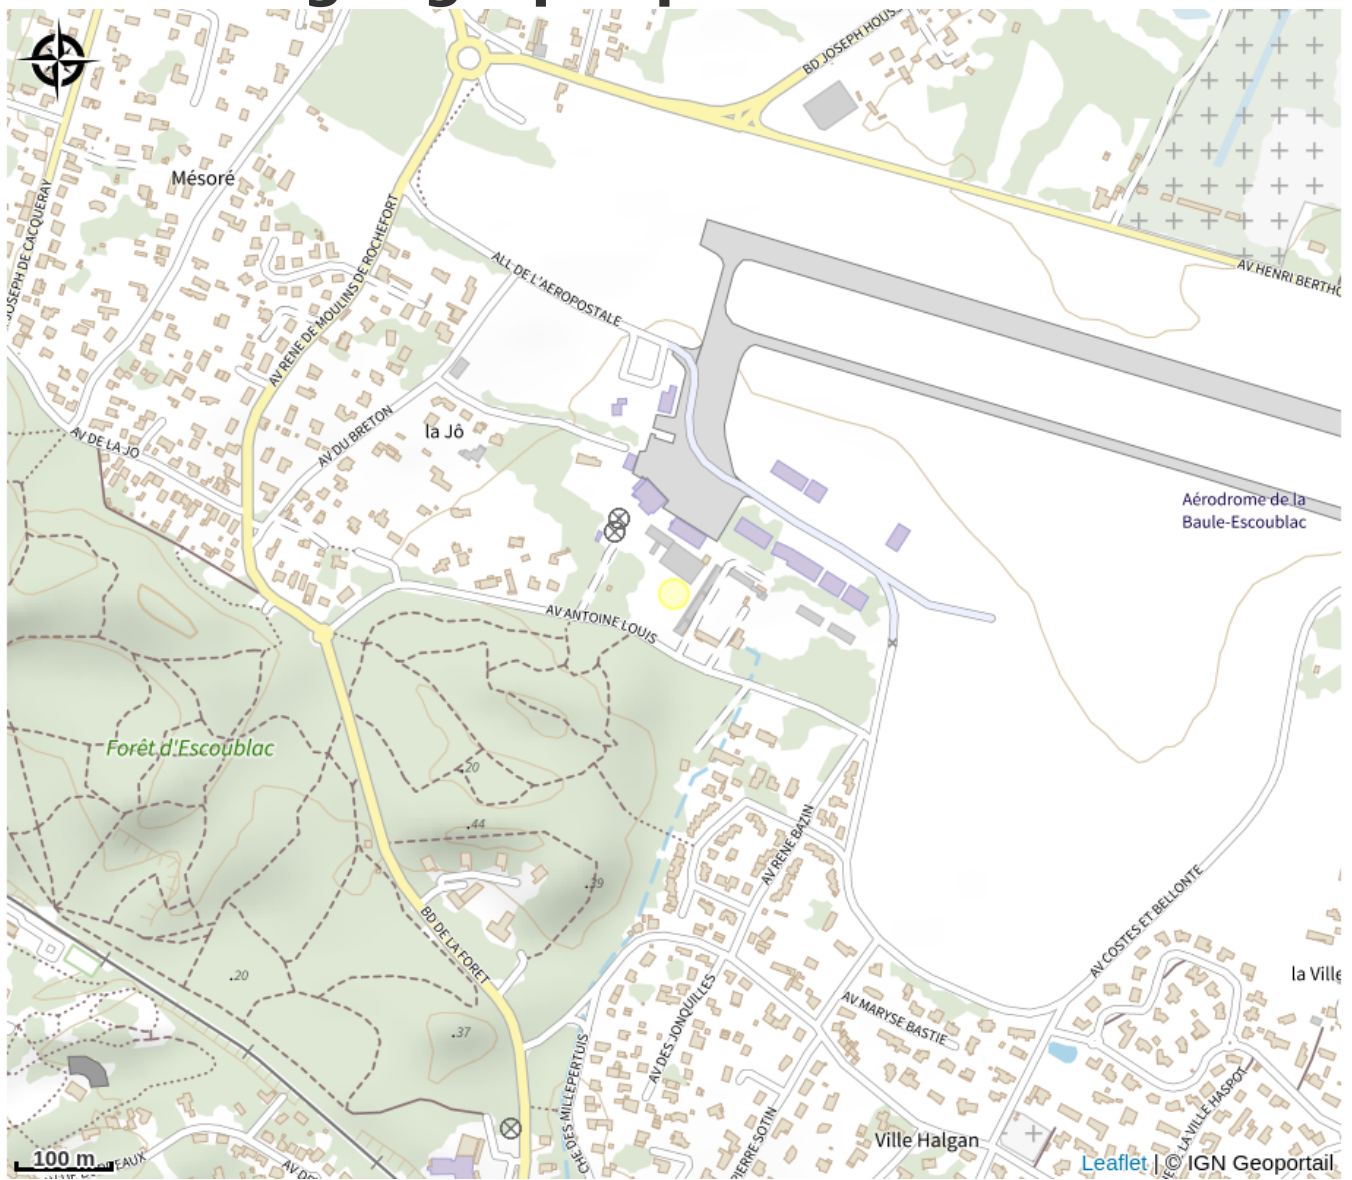 BD JOSEPH HOUS
Mésoré
JOSEPH DE CACQUERAY
AV RENE DE MOULINS DE ROCHEFORT
ALL DE L'AEROPOSTALE
AV HENRI BERTHO
AV DU BRETON
la Jô
AV DE LA JO
Aérodrome de la
Baule-Escoublac
AV ANTOINE LOUIS
Forêt d'Escoublac
.20
.44
.39
AV RENE BAZIN
BD DE LA FORET
AV COSTES ET BELLONTE
.20
la Ville
.37
AV DES JONQUILLES
AV MARYSE BASTIE
CHE DES MILLEPERTUIS
PIERRE SOTIN
LA VILLE HASPOT
Ville Halgan
100 m
AV DE
Leaflet | © IGN Geoportail